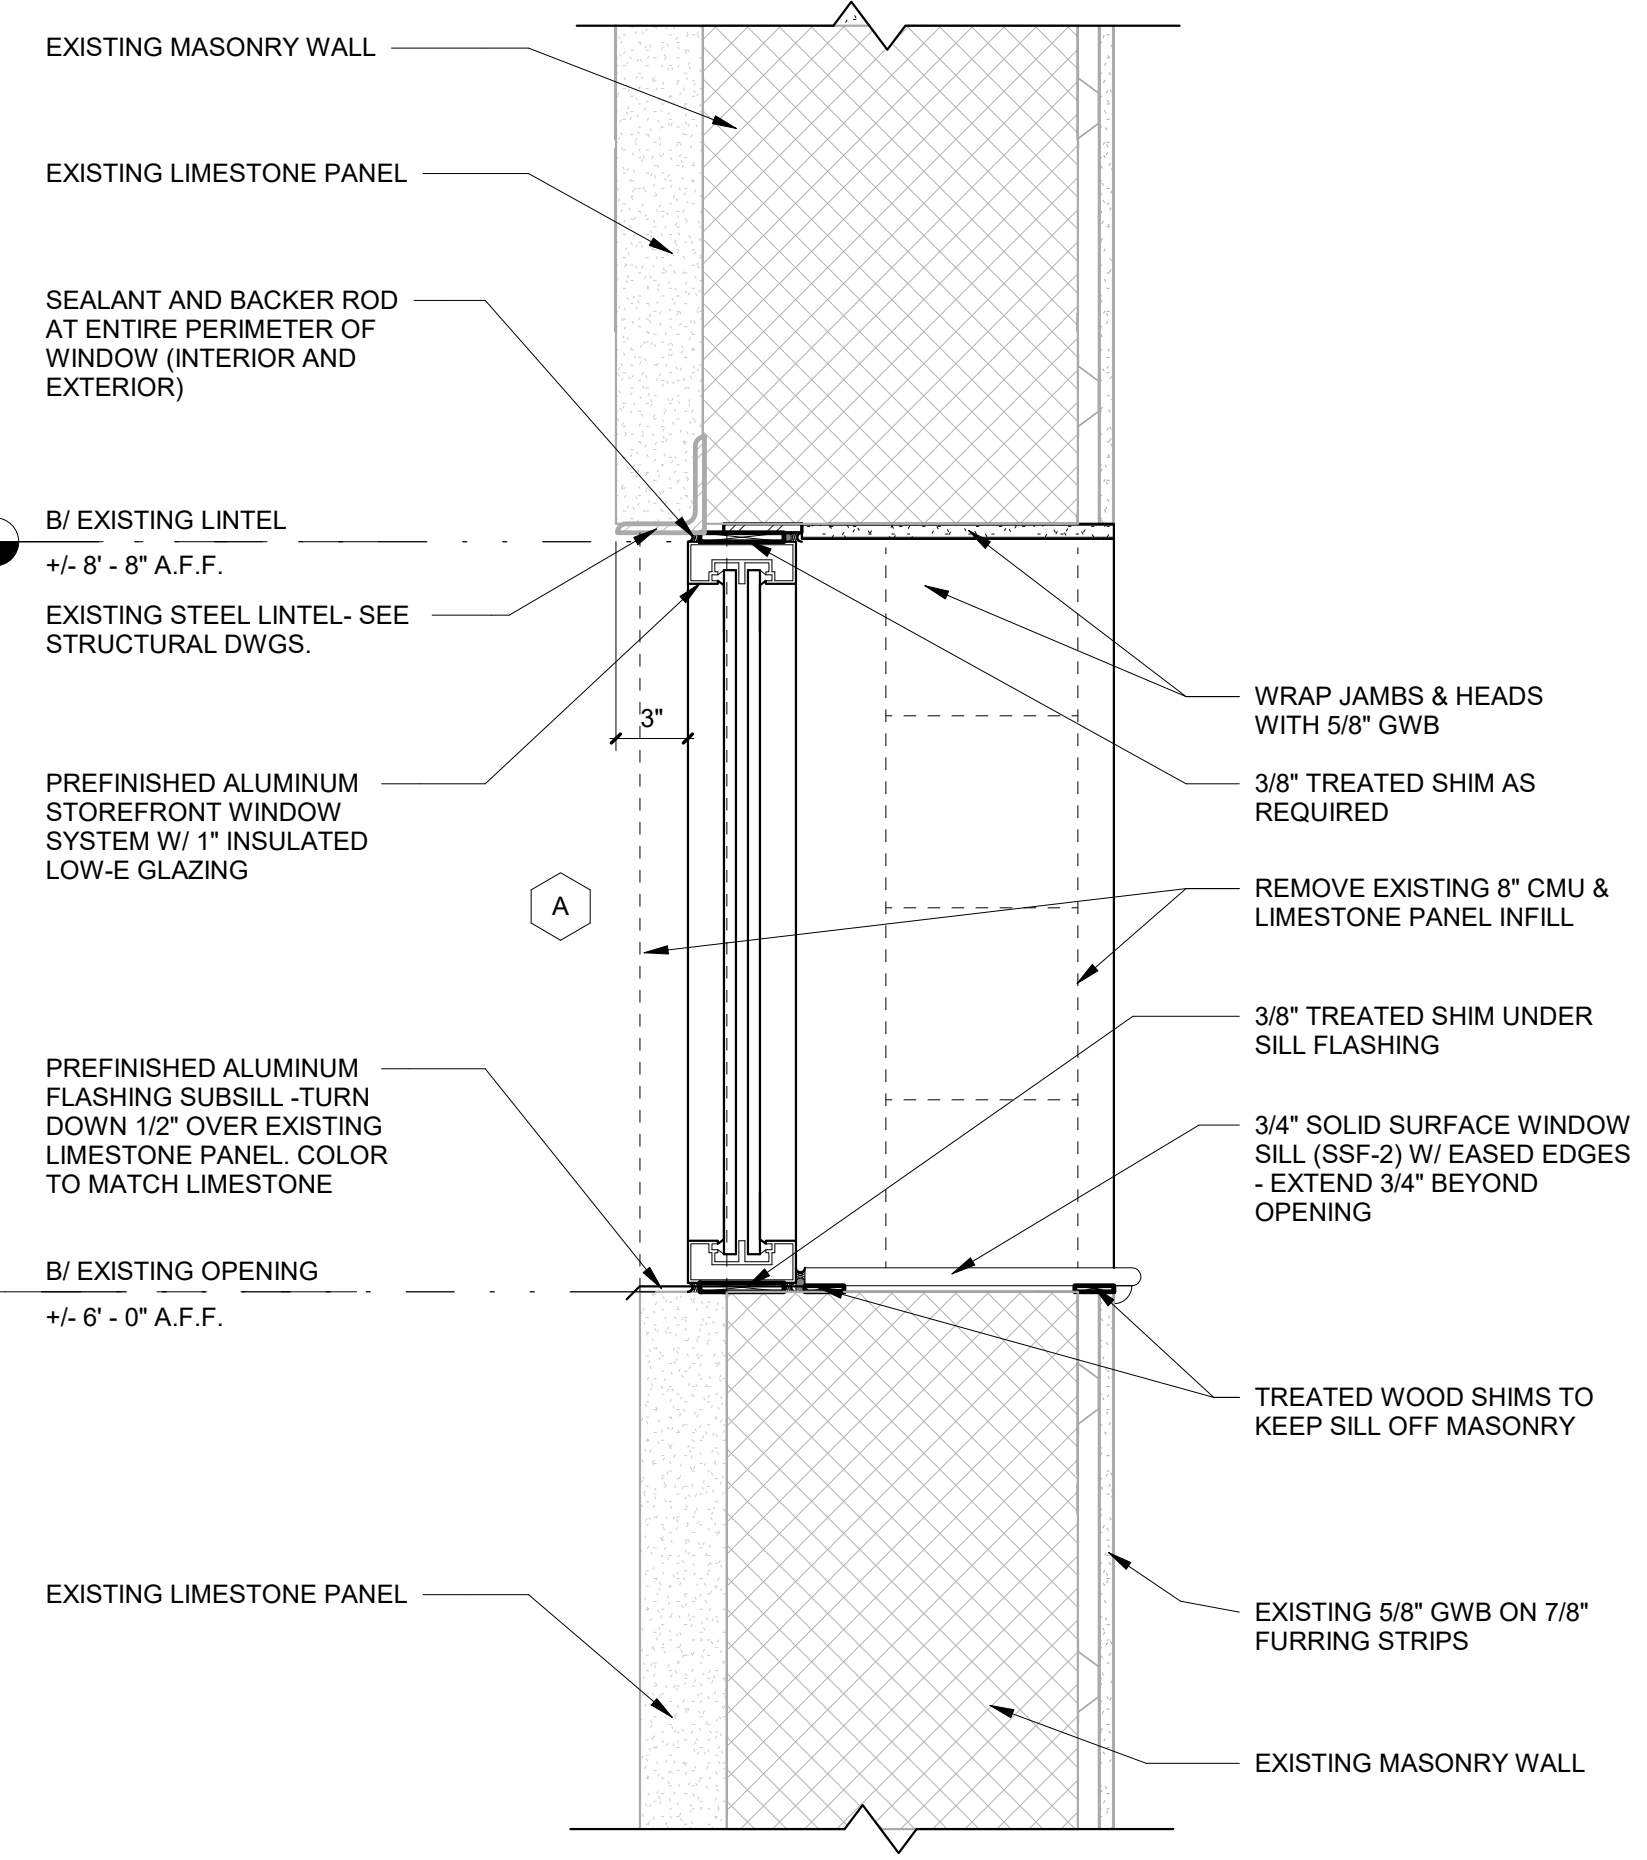 EXISTING MASONRY WALL
EXISTING LIMESTONE PANEL
SEALANT AND BACKER ROD
AT ENTIRE PERIMETER OF
WINDOW (INTERIOR AND
EXTERIOR)
B/ EXISTING LINTEL
+/- 8' - 8" A.F.F.
EXISTING STEEL LINTEL- SEE
STRUCTURAL DWGS.
3"
PREFINISHED ALUMINUM
STOREFRONT WINDOW
SYSTEM W/ 1" INSULATED
LOW-E GLAZING
A
PREFINISHED ALUMINUM
FLASHING SUBSILL -TURN
DOWN 1/2" OVER EXISTING
LIMESTONE PANEL. COLOR
TO MATCH LIMESTONE
B/ EXISTING OPENING
+/- 6' - 0" A.F.F.
EXISTING LIMESTONE PANEL
WRAP JAMBS & HEADS
WITH 5/8" GWB
3/8" TREATED SHIM AS
REQUIRED
REMOVE EXISTING 8" CMU &
LIMESTONE PANEL INFILL
3/8" TREATED SHIM UNDER
SILL FLASHING
3/4" SOLID SURFACE WINDOW
SILL (SSF-2) W/ EASED EDGES
- EXTEND 3/4" BEYOND
OPENING
TREATED WOOD SHIMS TO
KEEP SILL OFF MASONRY
EXISTING 5/8" GWB ON 7/8"
FURRING STRIPS
EXISTING MASONRY WALL